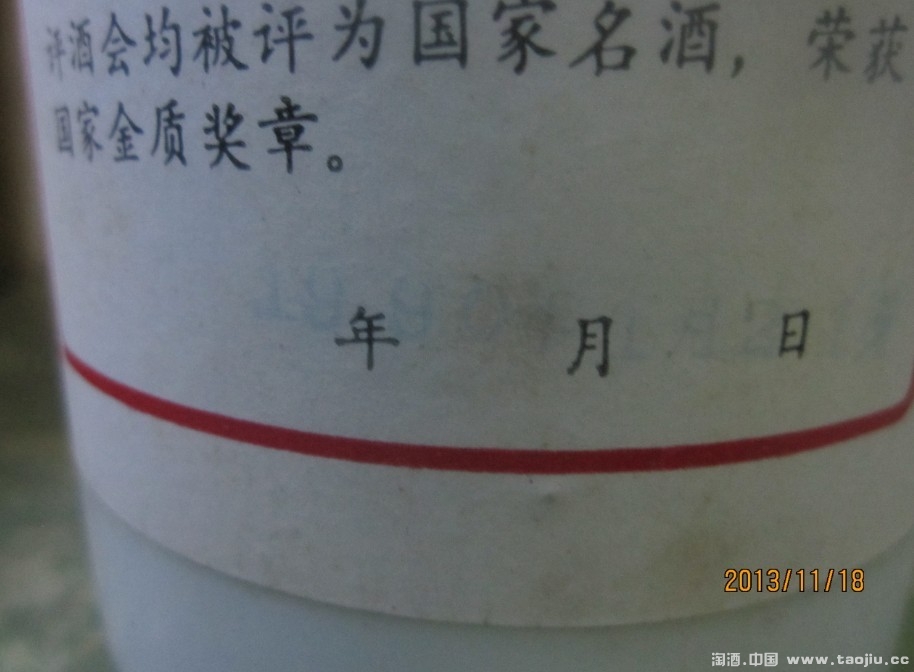 评酒会均被评为国家名酒，荣获
国家金质奖章。
年 月 日
2013/11/18
淘酒.中国 www.taojiu.cc